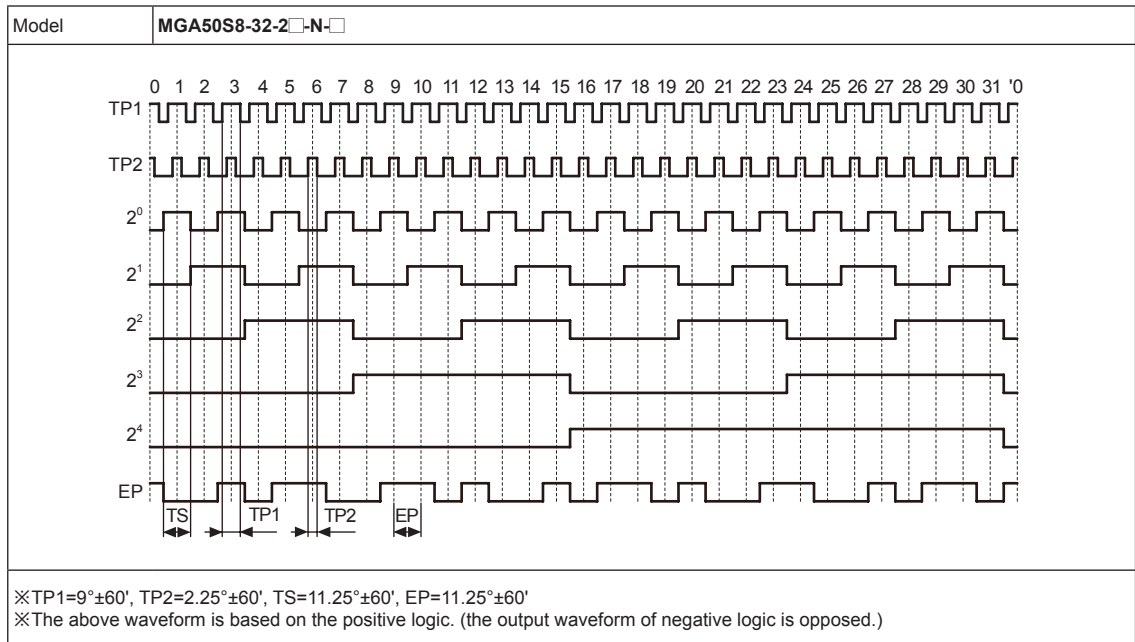 Model MGA50S8-32-2□-N-□
0 1 2 3 4 5 6 7 8 9 10 11 12 13 14 15 16 17 18 19 20 21 22 23 24 25 26 27 28 29 30 31 '0
TP1
TP2
2⁰
2¹
2²
2³
2⁴
EP
TS TP1 TP2 EP
※TP1=9°±60', TP2=2.25°±60', TS=11.25°±60', EP=11.25°±60'
※The above waveform is based on the positive logic. (the output waveform of negative logic is opposed.)